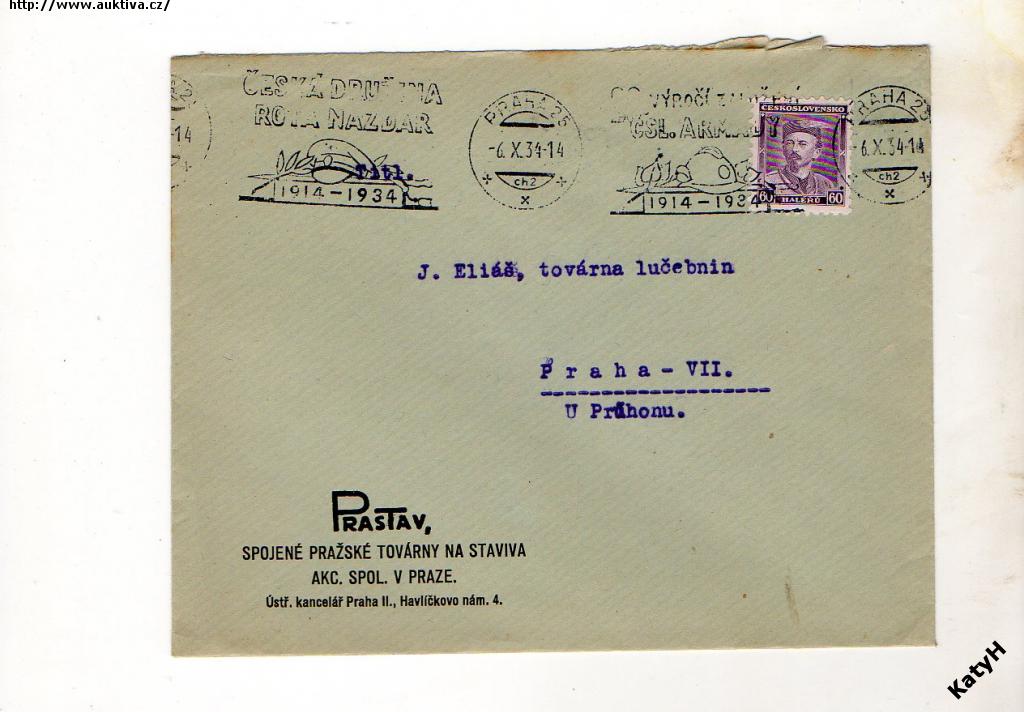 http://www.auktiva.cz/
ČESKÁ DRUŽINA
ROTA NAZDAR
1914-1934
-14
PRAHA 25
-6.X.34-14
ch2
x
VÝROČÍ
ČSL. ARMÁDY
1914-1934
ČESKOSLOVENSKO
60 HALÉŘŮ 60
PRAHA 25
6.X.34-14
ch2
x
Titl.
J. Eliáš, továrna lučebnin
Praha - VII.
U Průhonu.
PRASTAV,
SPOJENÉ PRAŽSKÉ TOVÁRNY NA STAVIVA
AKC. SPOL. V PRAZE.
Ústř. kancelář Praha II., Havlíčkovo nám. 4.
KatyH